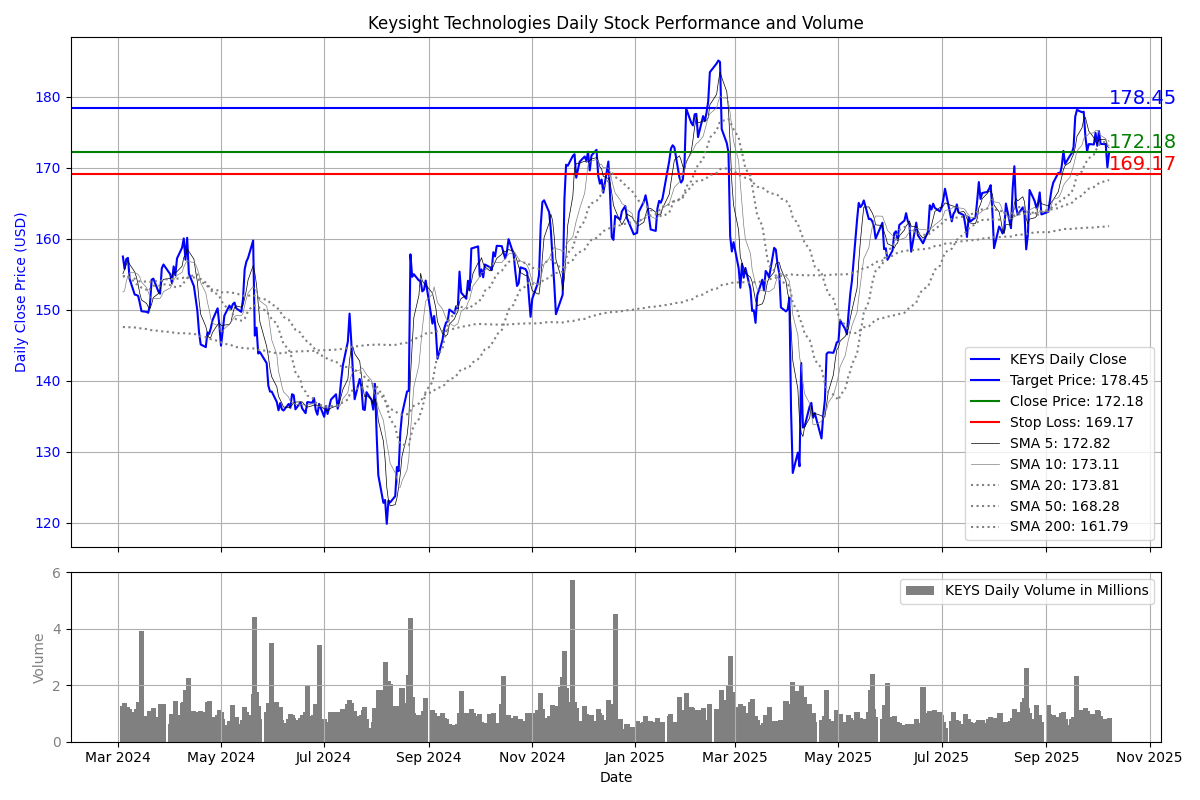 Keysight Technologies Daily Stock Performance and Volume
Daily Close Price (USD)
180
170
160
150
140
130
120
178.45
172.18
169.17
KEYS Daily Close
Target Price: 178.45
Close Price: 172.18
Stop Loss: 169.17
SMA 5: 172.82
SMA 10: 173.11
SMA 20: 173.81
SMA 50: 168.28
SMA 200: 161.79
Volume
6
4
2
0
KEYS Daily Volume in Millions
Mar 2024 May 2024 Jul 2024 Sep 2024 Nov 2024 Jan 2025 Mar 2025 May 2025 Jul 2025 Sep 2025 Nov 2025
Date